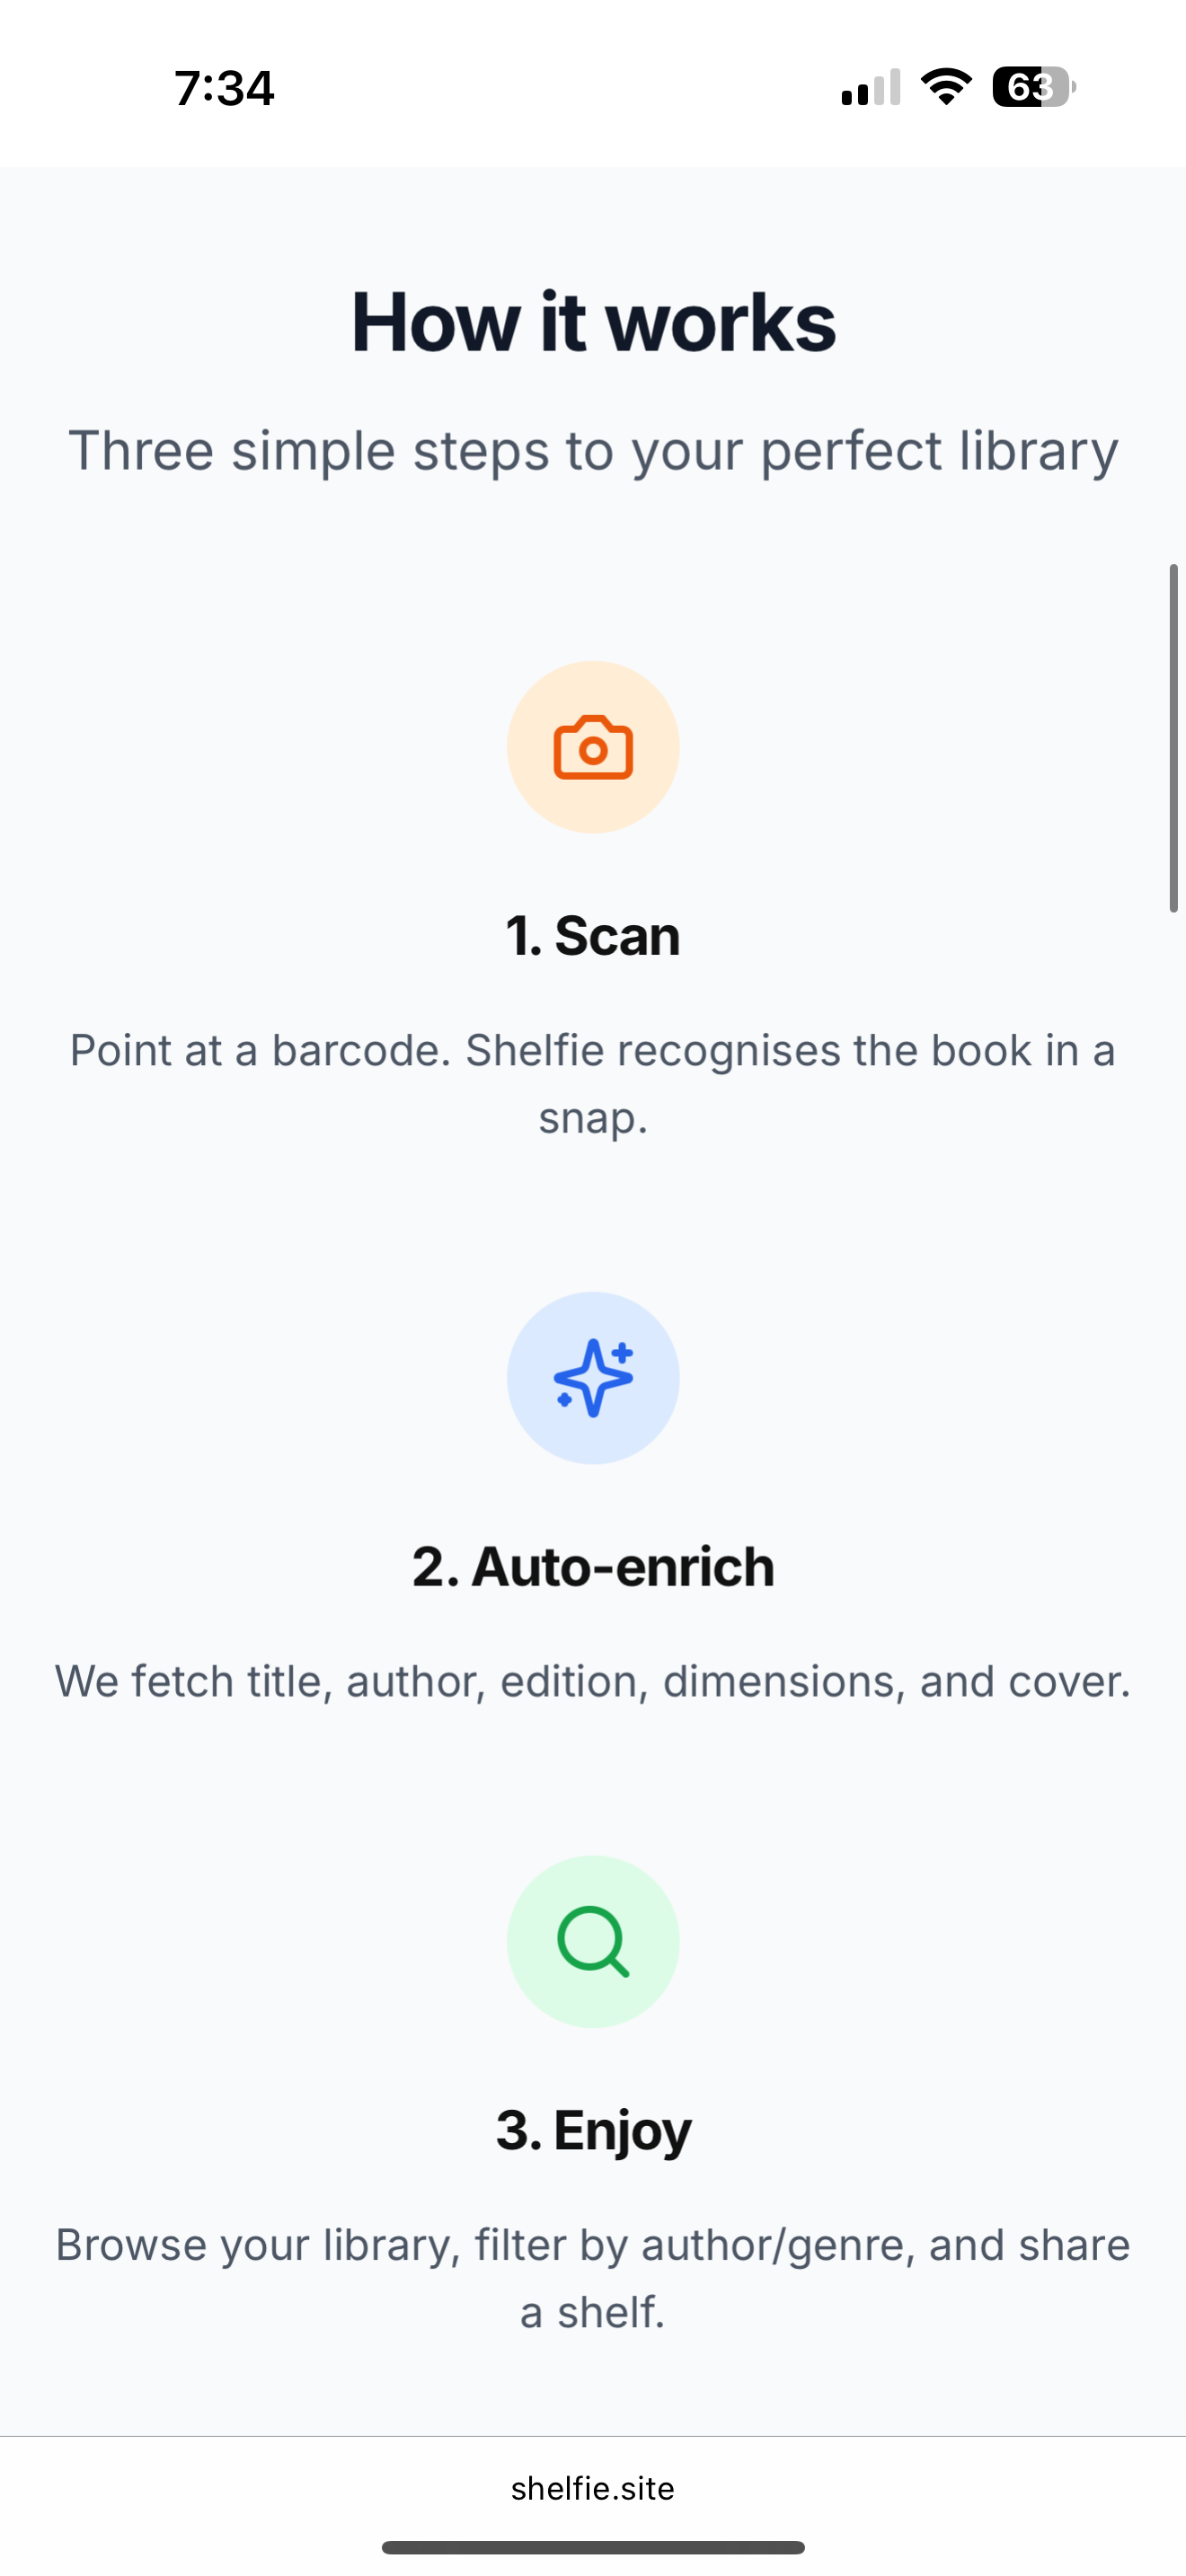 7:34
63
How it works
Three simple steps to your perfect library
1. Scan
Point at a barcode. Shelfie recognises the book in a
snap.
2. Auto-enrich
We fetch title, author, edition, dimensions, and cover.
3. Enjoy
Browse your library, filter by author/genre, and share
a shelf.
shelfie.site